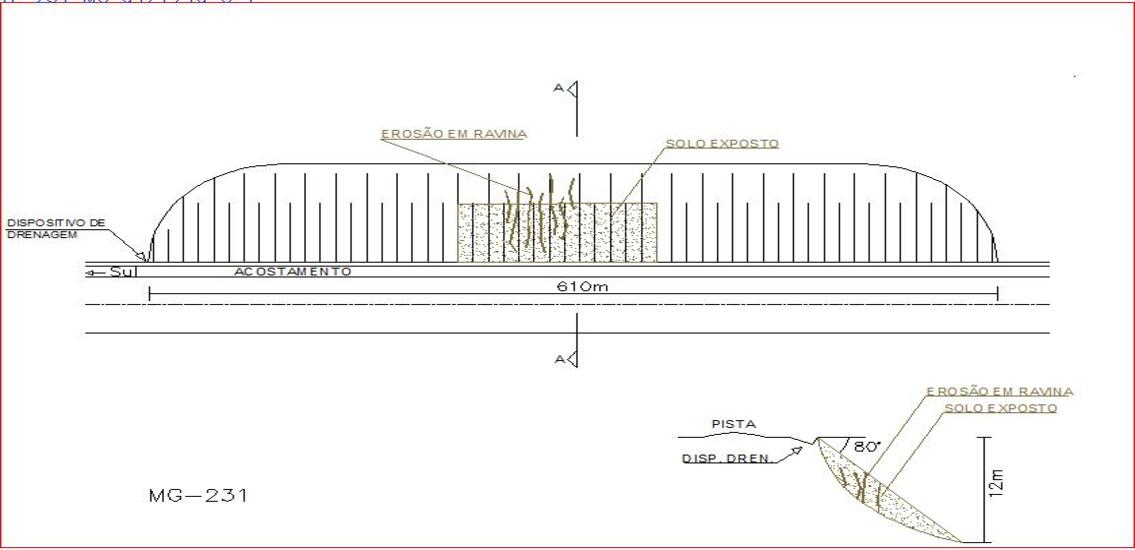 A
EROSÃO EM RAVINA
SOLO EXPOSTO
DISPOSITIVO DE
DRENAGEM
Sul
ACOSTAMENTO
610m
A
EROSÃO EM RAVINA
SOLO EXPOSTO
PISTA
80°
DISP. DREN.
12m
MG-231